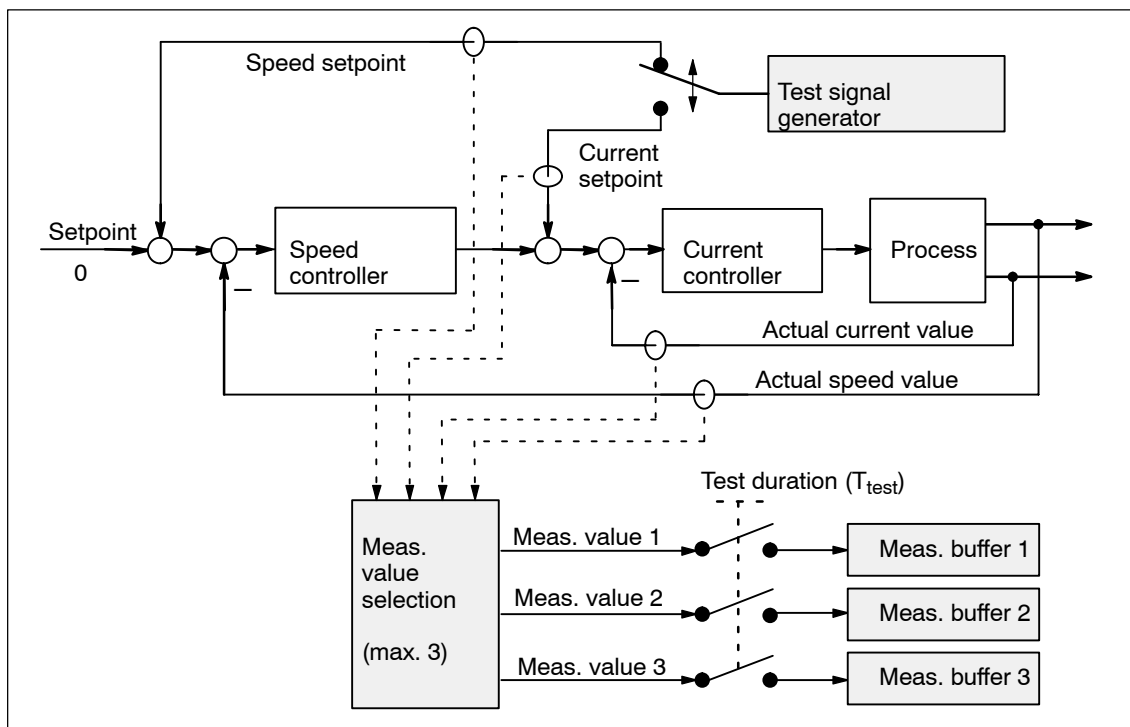 Speed setpoint
Test signal
generator
Current
setpoint
Setpoint
0
Speed
controller
Current
controller
Process
–
–
Actual current value
Actual speed value
Test duration (Ttest)
Meas.
value
selection
(max. 3)
Meas. value 1
Meas. buffer 1
Meas. value 2
Meas. buffer 2
Meas. value 3
Meas. buffer 3